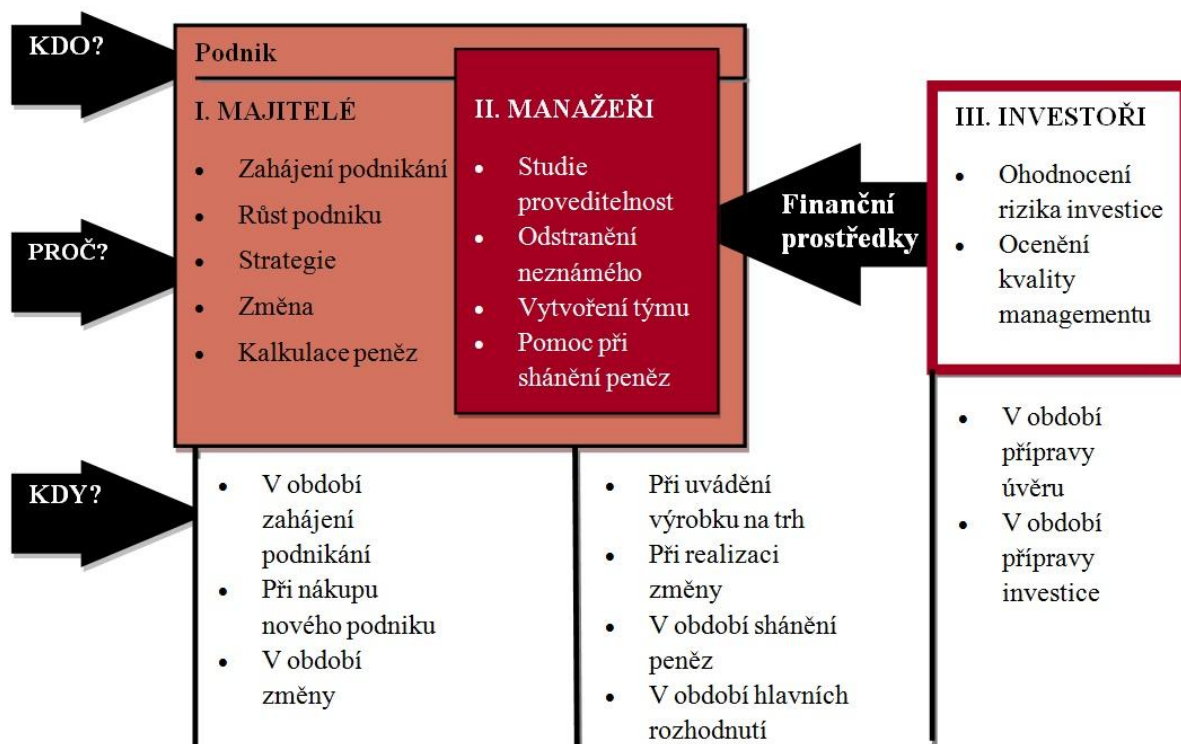 KDO?
Podnik
I. MAJITELÉ
• Zahájení podnikání
• Růst podniku
• Strategie
• Změna
• Kalkulace peněz
II. MANAŽEŘI
• Studie
proveditelnost
• Odstranění
neznámého
• Vytvoření týmu
• Pomoc při
shánění peněz
Finanční
prostředky
III. INVESTOŘI
• Ohodnocení
rizika investice
• Ocenění
kvality
managementu
PROČ?
KDY?
• V období
zahájení
podnikání
• Při nákupu
nového podniku
• V období
změny
• Při uvádění
výrobku na trh
• Při realizaci
změny
• V období shánění
peněz
• V období hlavních
rozhodnutí
• V období
přípravy
úvěru
• V období
přípravy
investice